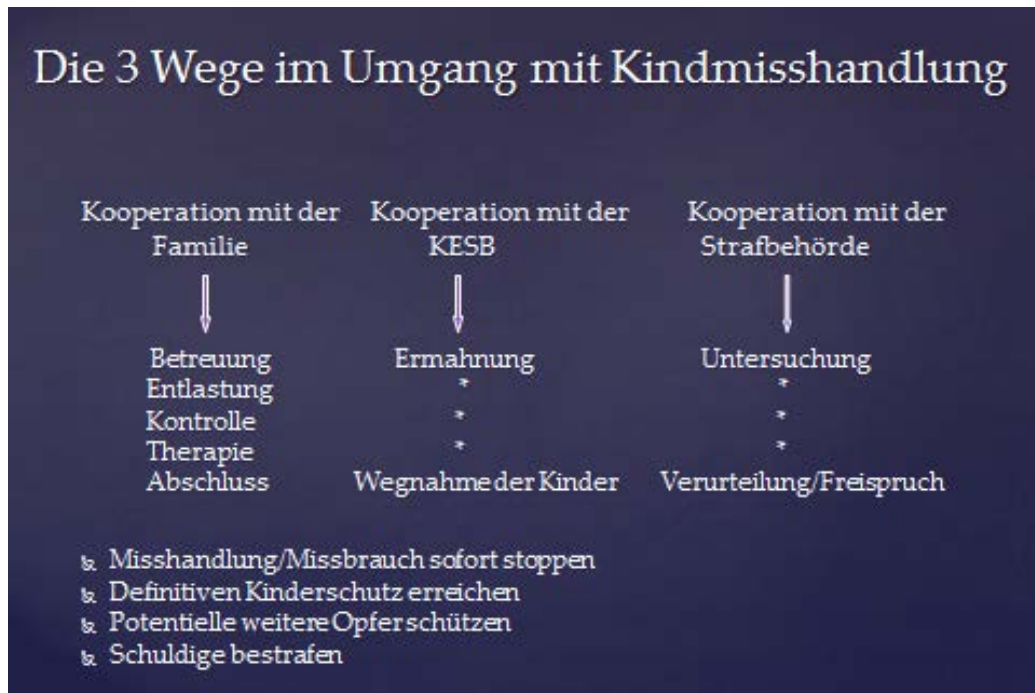 Die 3 Wege im Umgang mit Kindmisshandlung
Kooperation mit der Familie
Kooperation mit der KESB
Kooperation mit der Strafbehörde
Betreuung
Entlastung
Kontrolle
Therapie
Abschluss
Ermahnung
*
*
*
Wegnahme der Kinder
Untersuchung
*
*
*
Verurteilung/Freispruch
Misshandlung/Missbrauch sofort stoppen
Definitiven Kinderschutz erreichen
Potentielle weitere Opfer schützen
Schuldige bestrafen